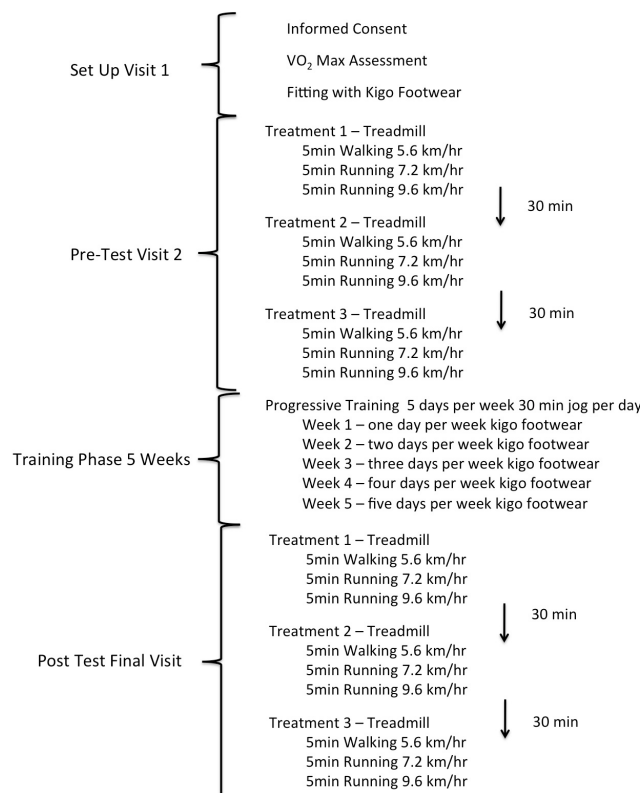 Set Up Visit 1
Informed Consent
VO2 Max Assessment
Fitting with Kigo Footwear
Pre-Test Visit 2
Treatment 1 – Treadmill
5min Walking 5.6 km/hr
5min Running 7.2 km/hr
5min Running 9.6 km/hr
30 min
Treatment 2 – Treadmill
5min Walking 5.6 km/hr
5min Running 7.2 km/hr
5min Running 9.6 km/hr
30 min
Treatment 3 – Treadmill
5min Walking 5.6 km/hr
5min Running 7.2 km/hr
5min Running 9.6 km/hr
Training Phase 5 Weeks
Progressive Training 5 days per week 30 min jog per day
Week 1 – one day per week kigo footwear
Week 2 – two days per week kigo footwear
Week 3 – three days per week kigo footwear
Week 4 – four days per week kigo footwear
Week 5 – five days per week kigo footwear
Post Test Final Visit
Treatment 1 – Treadmill
5min Walking 5.6 km/hr
5min Running 7.2 km/hr
5min Running 9.6 km/hr
30 min
Treatment 2 – Treadmill
5min Walking 5.6 km/hr
5min Running 7.2 km/hr
5min Running 9.6 km/hr
30 min
Treatment 3 – Treadmill
5min Walking 5.6 km/hr
5min Running 7.2 km/hr
5min Running 9.6 km/hr